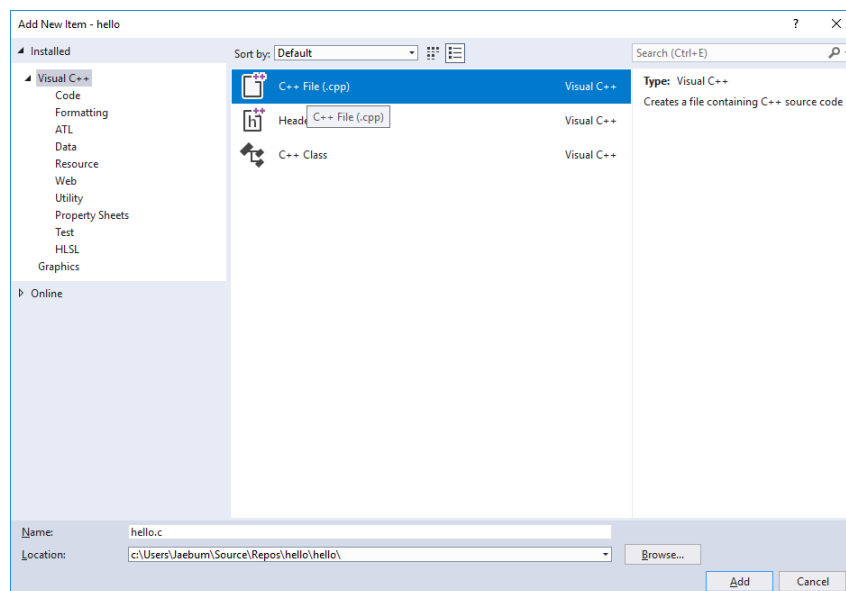 Add New Item - hello
?
Installed
Sort by: Default
Search (Ctrl+E)
Visual C++
Code
Formatting
ATL
Data
Resource
Web
Utility
Property Sheets
Test
HLSL
Graphics
Online
C++ File (.cpp) Visual C++
Heade Visual C++
C++ File (.cpp)
C++ Class Visual C++
Type: Visual C++
Creates a file containing C++ source code
Name: hello.c
Location: c:\Users\Jaebum\Source\Repos\hello\hello\
Browse...
Add Cancel